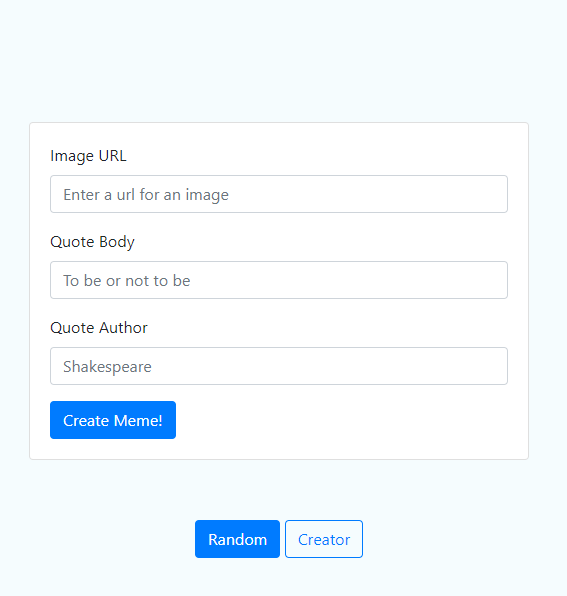 Image URL
Enter a url for an image
Quote Body
To be or not to be
Quote Author
Shakespeare
Create Meme!
Random Creator